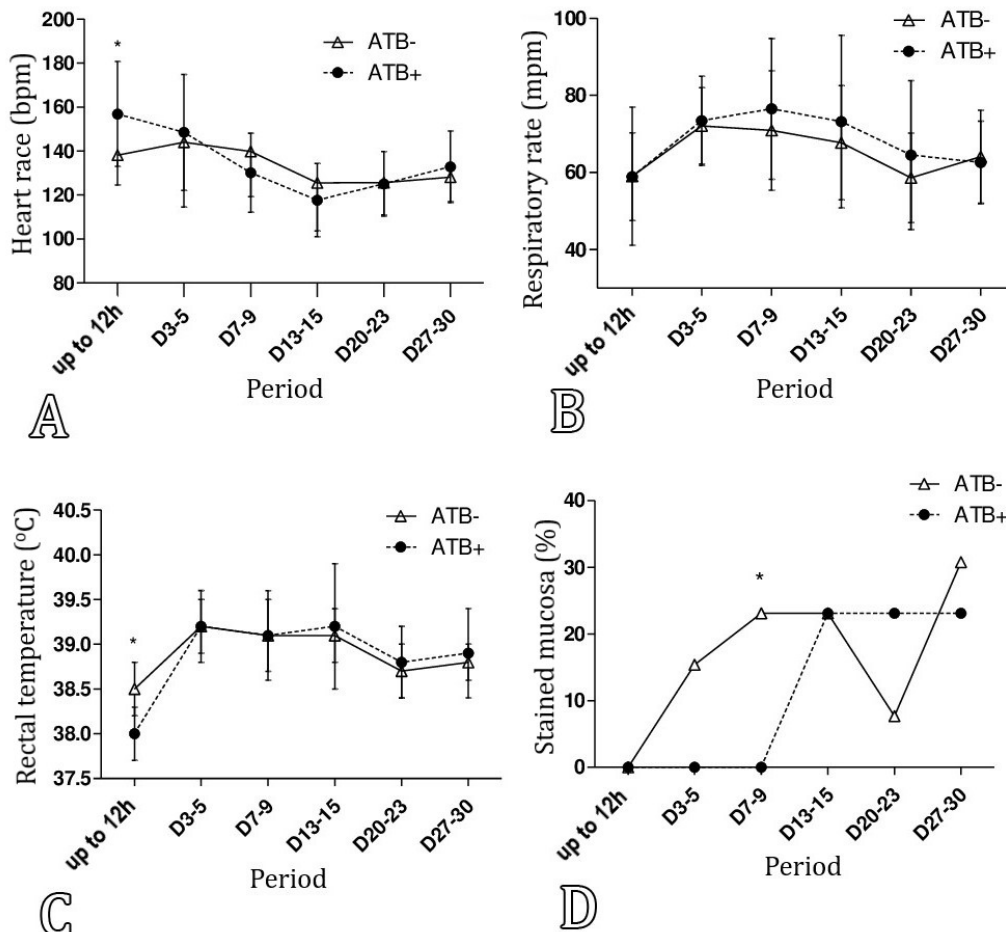 200
180
160
140
120
100
80
Heart race (bpm)
*
ATB-
ATB+
up to 12h
D3-5
D7-9
D13-15
D20-23
D27-30
Period
A
100
80
60
40
Respiratory rate (mpm)
ATB-
ATB+
up to 12h
D3-5
D7-9
D13-15
D20-23
D27-30
Period
B
40.5
40.0
39.5
39.0
38.5
38.0
37.5
Rectal temperature (°C)
*
ATB-
ATB+
up to 12h
D3-5
D7-9
D13-15
D20-23
D27-30
Period
C
40
30
20
10
0
Stained mucosa (%)
*
ATB-
ATB+
up to 12h
D3-5
D7-9
D13-15
D20-23
D27-30
Period
D